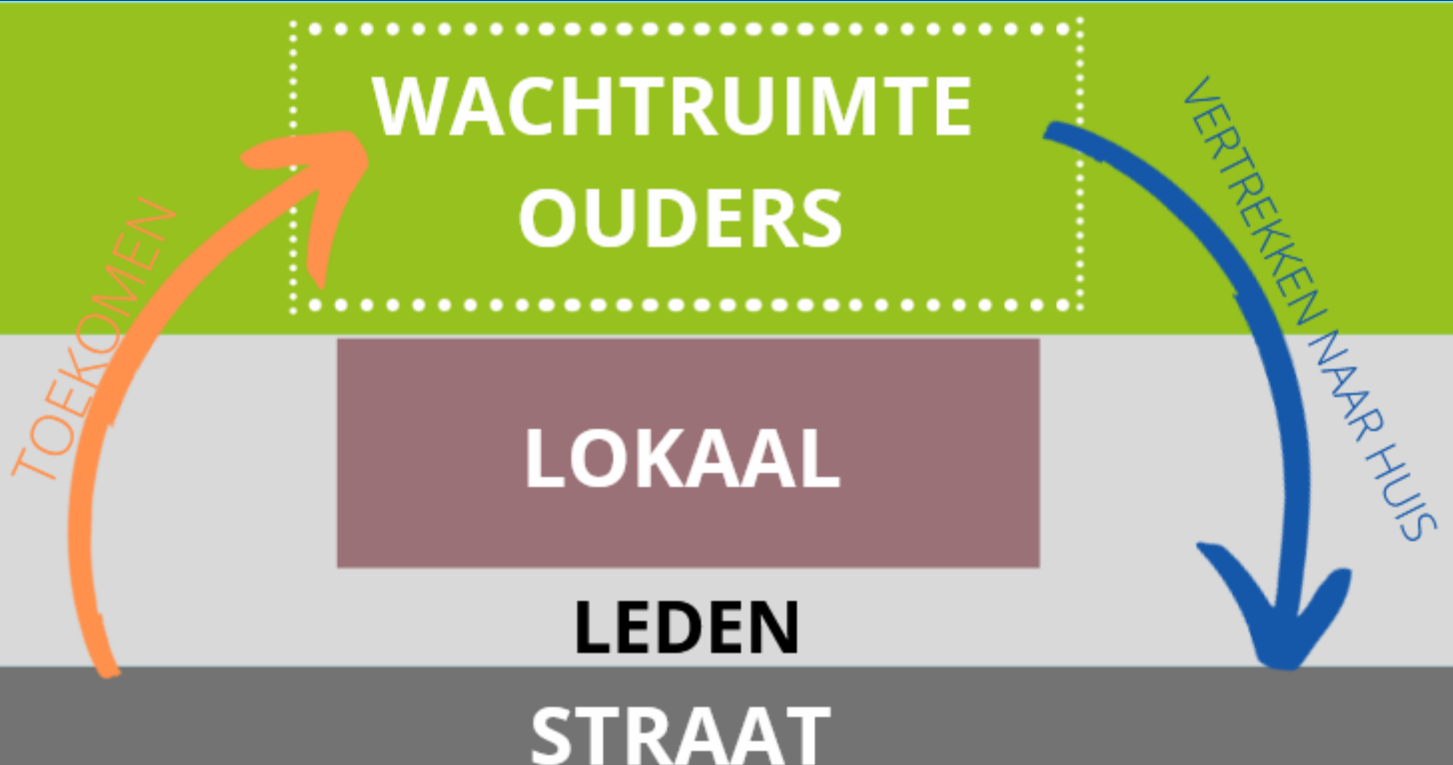 WACHTRUIMTE
OUDERS
TOEKOMEN
VERTREKKEN NAAR HUIS
LOKAAL
LEDEN
STRAAT